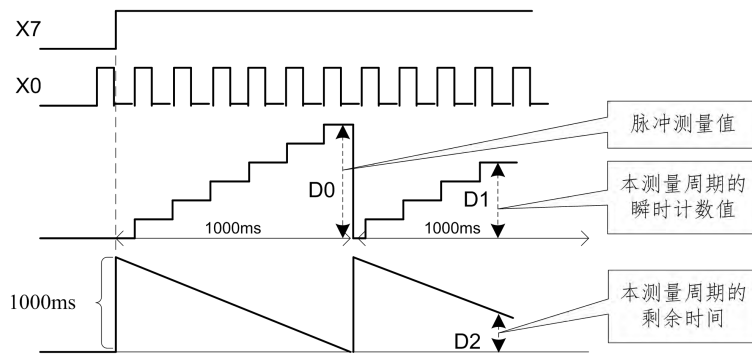 X7
X0
脉冲测量值
D0
D1
本测量周期的
瞬时计数值
1000ms
1000ms
1000ms
本测量周期的
剩余时间
D2